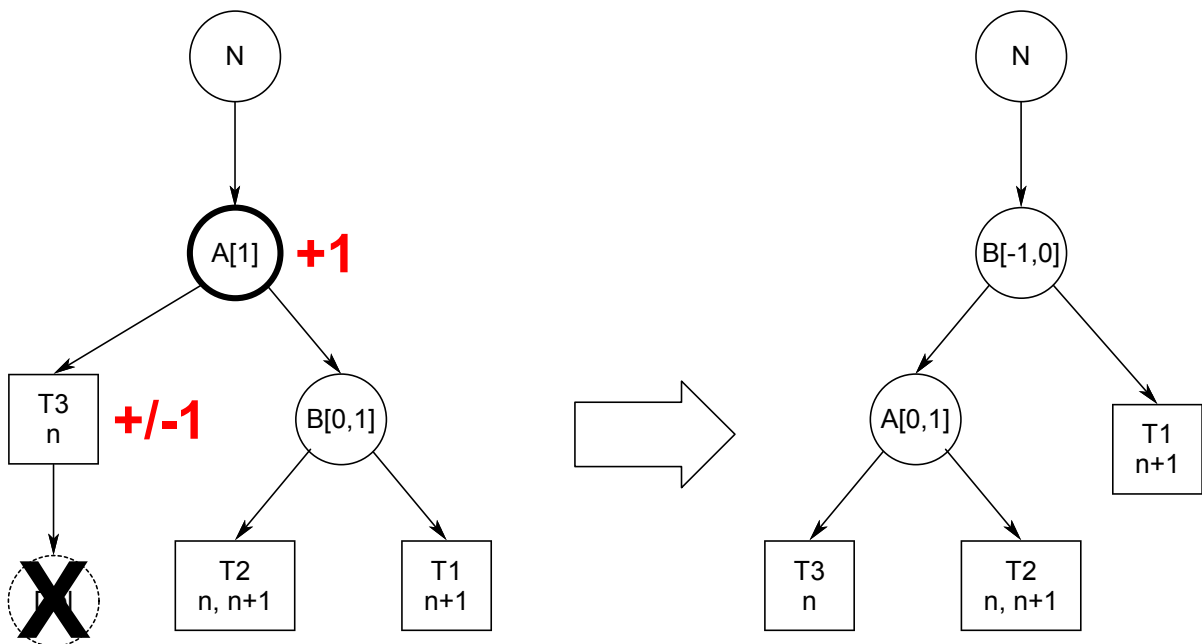 N
N
A[1]
+1
B[-1,0]
T3
n
+/-1
B[0,1]
A[0,1]
T1
n+1
T2
n, n+1
T1
n+1
T3
n
T2
n, n+1
X